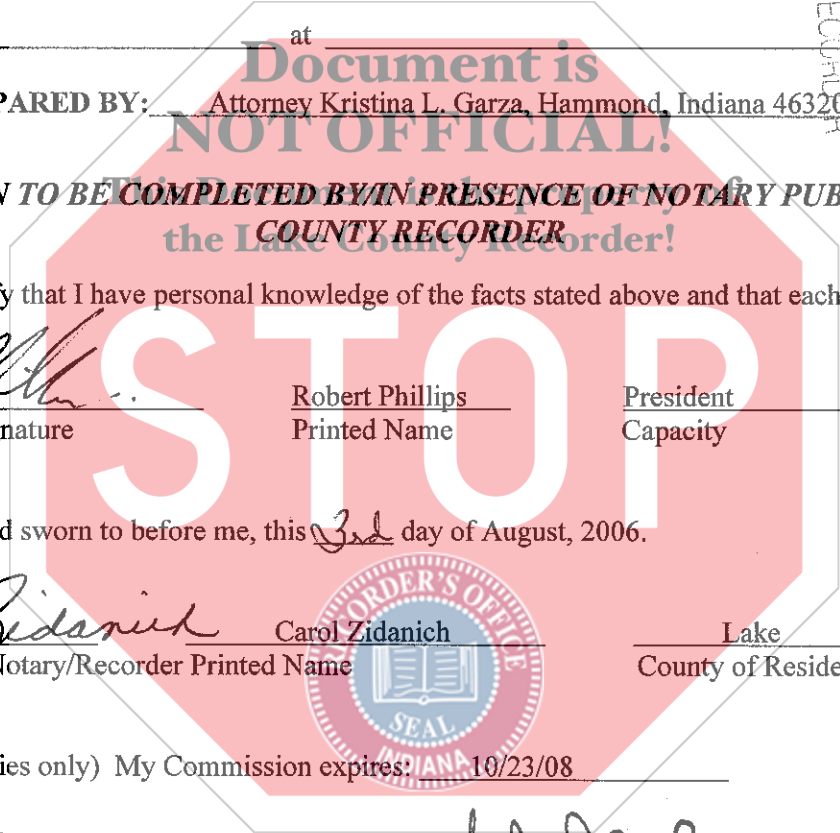 at
Document is
PARED BY: Attorney Kristina L. Garza, Hammond, Indiana 46320
NOT OFFICIAL!
N TO BE COMPLETED BY/IN PRESENCE OF NOTARY PUB
This Document is the property of
COUNTY RECORDER
the Lake County Recorder!
y that I have personal knowledge of the facts stated above and that each
STOP
Robert Phillips President
nature Printed Name Capacity
d sworn to before me, this 3rd day of August, 2006.
RECORDER'S OFFICE
Zidanich Carol Zidanich Lake
Notary/Recorder Printed Name County of Reside
SEAL
INDIANA
ies only) My Commission expires: 10/23/08